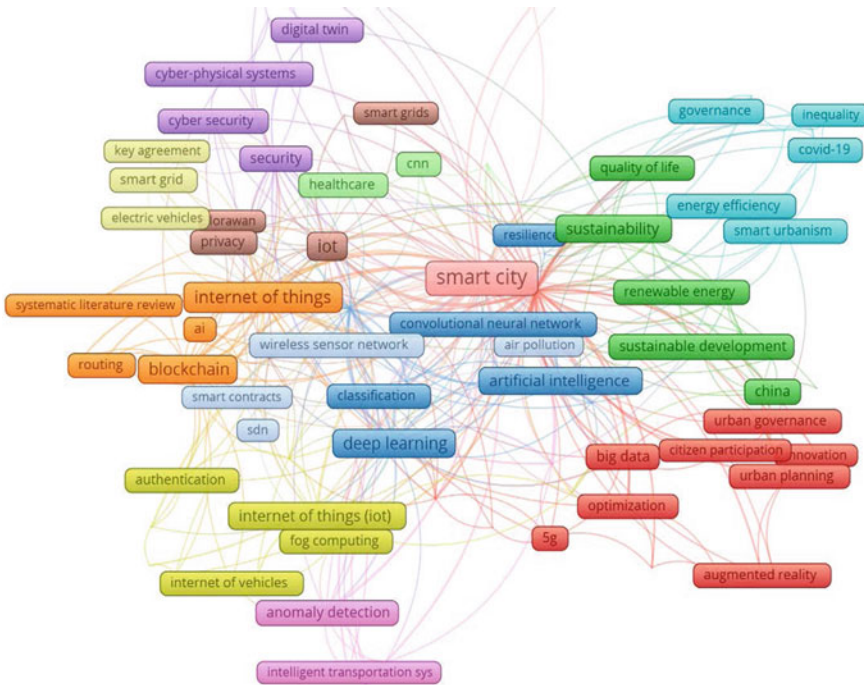 digital twin
cyber-physical systems
smart grids
governance
inequality
cyber security
key agreement
security
cnn
quality of life
covid-19
smart grid
healthcare
electric vehicles
lorawan
energy efficiency
privacy
iot
resilience
sustainability
smart urbanism
smart city
systematic literature review
internet of things
renewable energy
ai
convolutional neural network
wireless sensor network
air pollution
sustainable development
routing
blockchain
artificial intelligence
smart contracts
classification
china
urban governance
sdn
deep learning
big data
citizen participation
innovation
authentication
urban planning
internet of things (iot)
optimization
fog computing
5g
internet of vehicles
augmented reality
anomaly detection
intelligent transportation sys